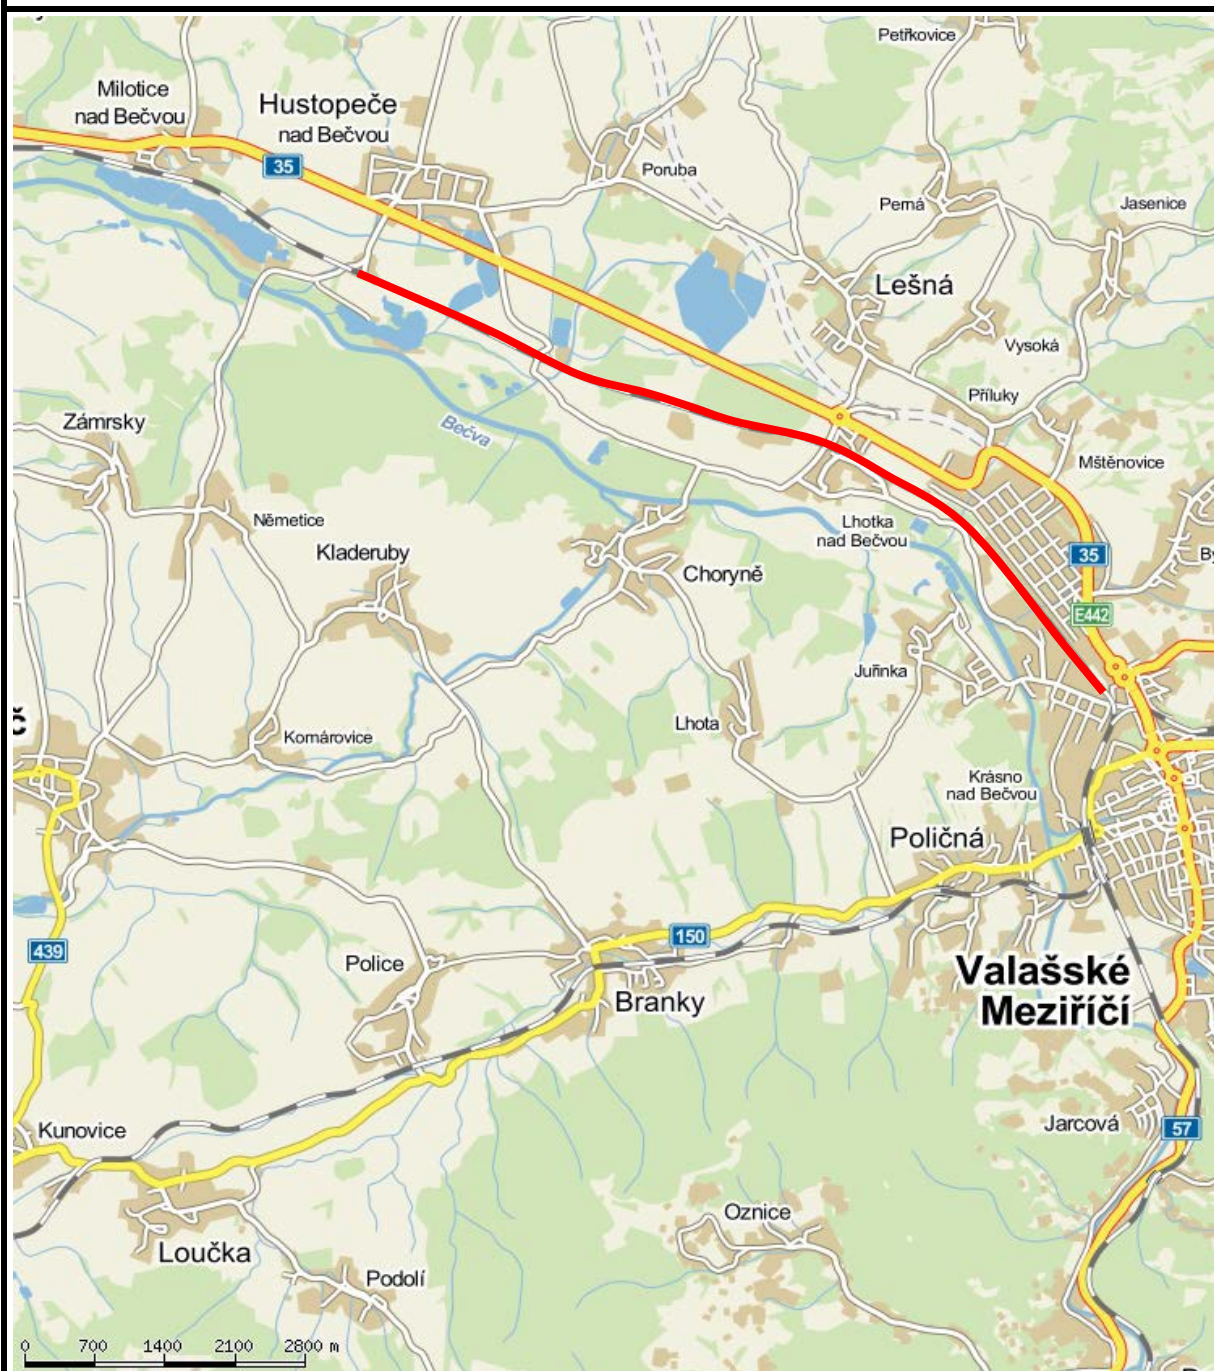 Petřkovice
Milotice
nad Bečvou
Hustopeče
nad Bečvou
35
Poruba
Perná
Jasenice
Lešná
Vysoká
Příluky
Zámrsky
Bečva
Mštěnovice
Němetice
Lhotka
nad Bečvou
Kladeruby
35
Choryně
E442
Juřinka
Lhota
č
Komárovice
Krásno
nad Bečvou
Poličná
150
439
Police
Valašské
Meziříčí
Branky
Kunovice
Jarcová
57
Oznice
Loučka
Podolí
0 700 1400 2100 2800 m